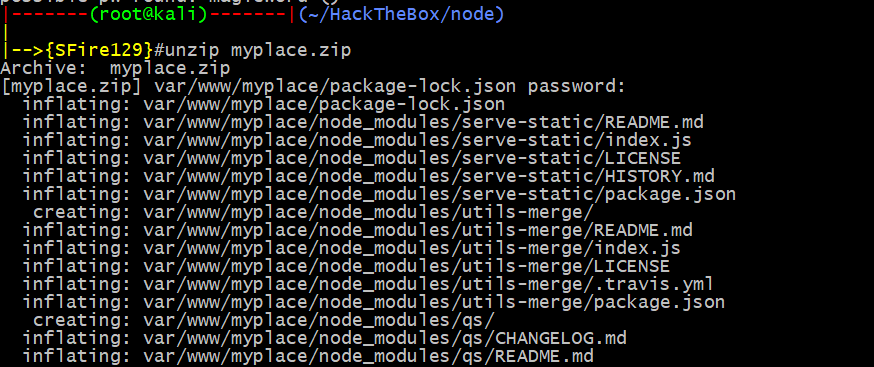 |-------(root@kali)-------|(~/HackTheBox/node)
|
|-->{SFire129}#unzip myplace.zip
Archive:  myplace.zip
[myplace.zip] var/www/myplace/package-lock.json password:
  inflating: var/www/myplace/package-lock.json
  inflating: var/www/myplace/node_modules/serve-static/README.md
  inflating: var/www/myplace/node_modules/serve-static/index.js
  inflating: var/www/myplace/node_modules/serve-static/LICENSE
  inflating: var/www/myplace/node_modules/serve-static/HISTORY.md
  inflating: var/www/myplace/node_modules/serve-static/package.json
   creating: var/www/myplace/node_modules/utils-merge/
  inflating: var/www/myplace/node_modules/utils-merge/README.md
  inflating: var/www/myplace/node_modules/utils-merge/index.js
  inflating: var/www/myplace/node_modules/utils-merge/LICENSE
  inflating: var/www/myplace/node_modules/utils-merge/.travis.yml
  inflating: var/www/myplace/node_modules/utils-merge/package.json
   creating: var/www/myplace/node_modules/qs/
  inflating: var/www/myplace/node_modules/qs/CHANGELOG.md
  inflating: var/www/myplace/node_modules/qs/README.md